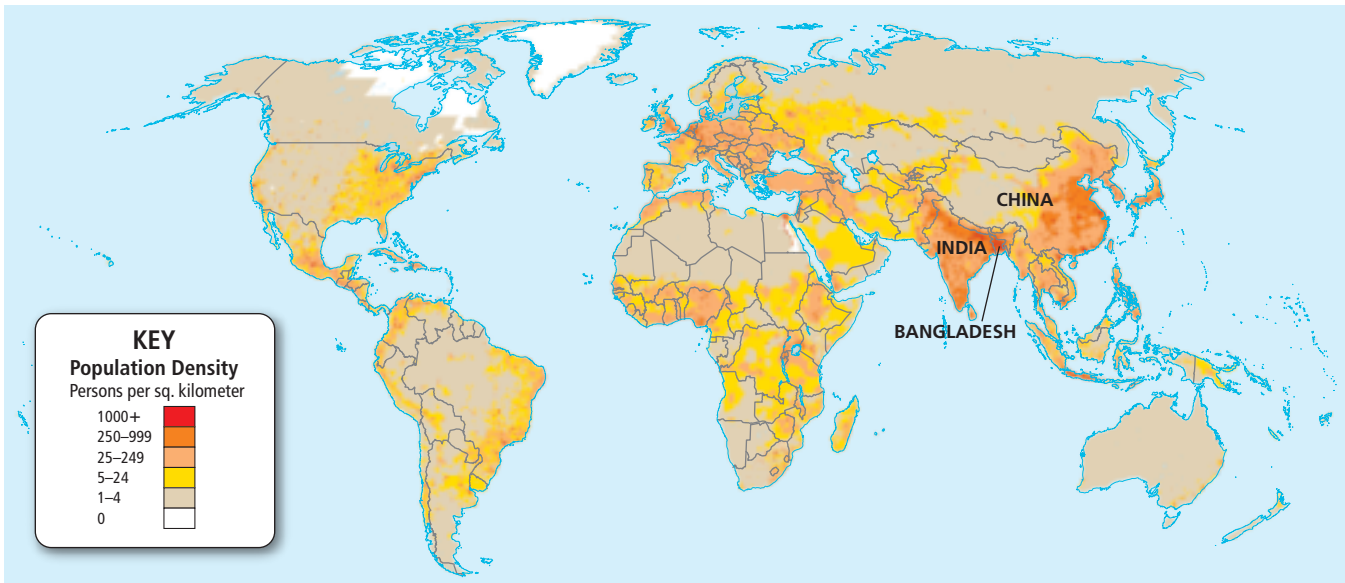 CHINA
INDIA
BANGLADESH
KEY
Population Density
Persons per sq. kilometer
1000+
250–999
25–249
5–24
1–4
0